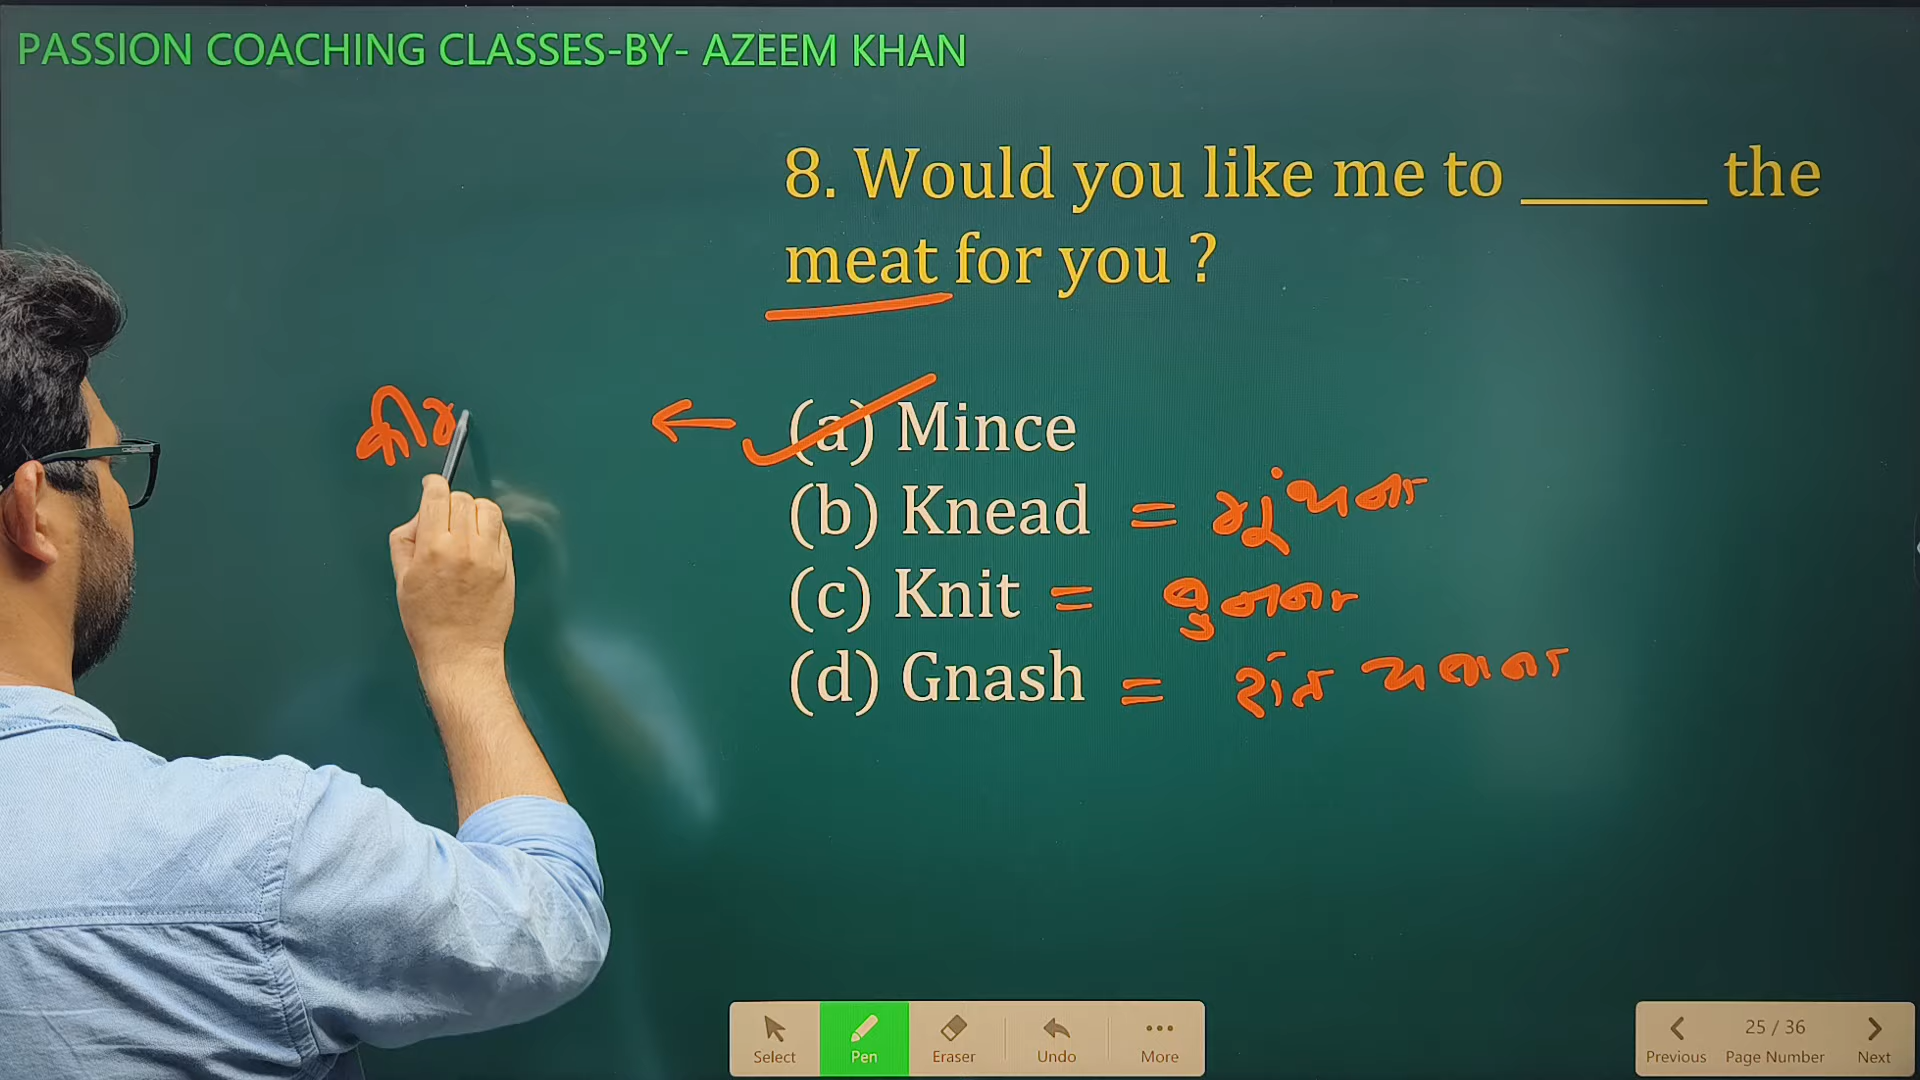 PASSION COACHING CLASSES-BY- AZEEM KHAN
8. Would you like me to ______ the
meat for you ?
कीम ← (a) Mince
(b) Knead = गूंथना
(c) Knit = बुनना
(d) Gnash =
Select Pen Eraser Undo More
25 / 36
Previous Page Number Next